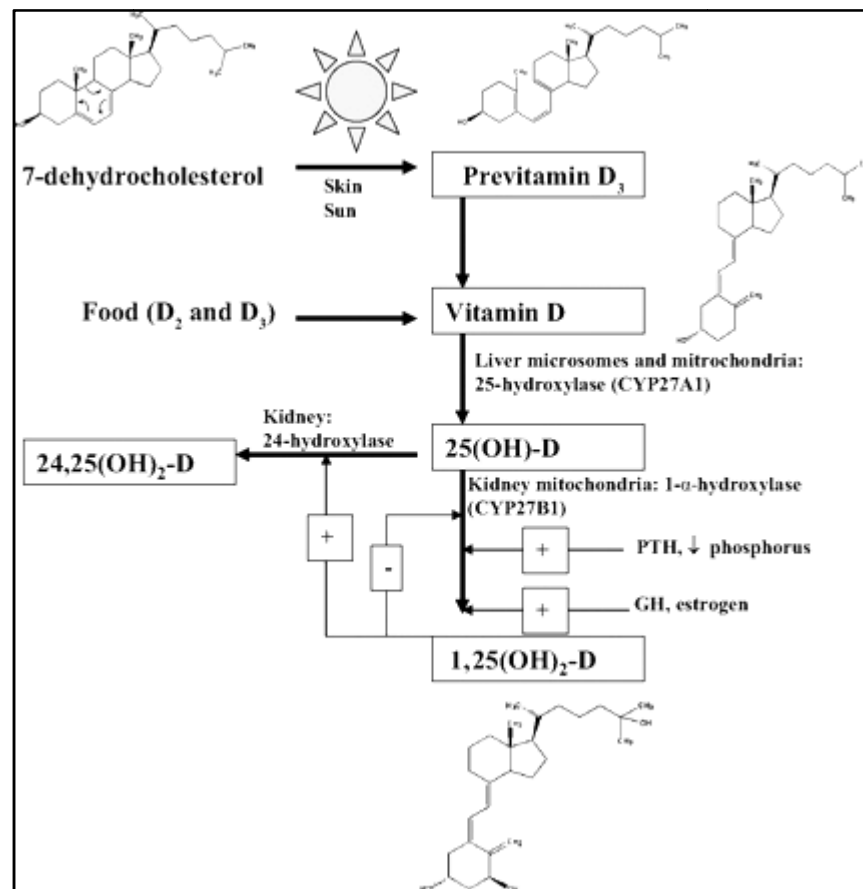 7-dehydrocholesterol
Skin
Sun
Previtamin D₃
Food (D₂ and D₃)
Vitamin D
Liver microsomes and mitrochondria:
25-hydroxylase (CYP27A1)
Kidney:
24-hydroxylase
24,25(OH)₂-D
25(OH)-D
Kidney mitochondria: 1-α-hydroxylase
(CYP27B1)
+
-
+
PTH, ↓ phosphorus
+
GH, estrogen
1,25(OH)₂-D